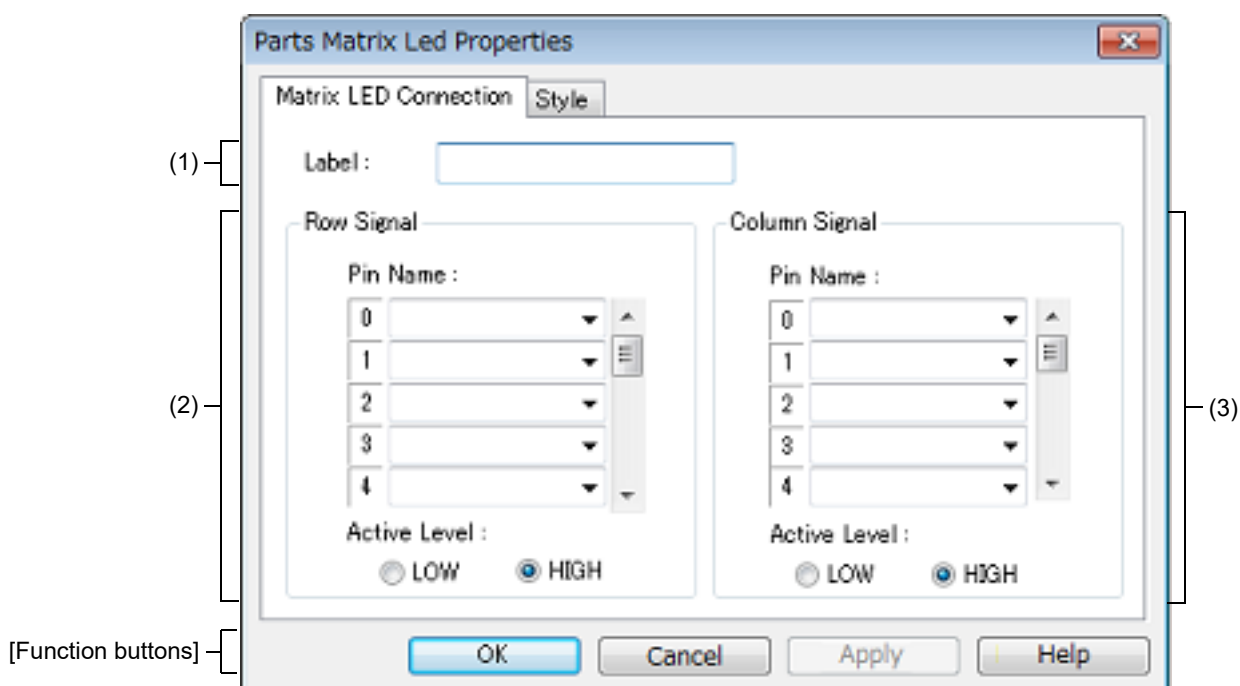 Parts Matrix Led Properties
Matrix LED Connection Style
(1)
Label :
(2)
Row Signal
Pin Name :
0
1
2
3
4
Active Level :
LOW HIGH
Column Signal
Pin Name :
0
1
2
3
4
Active Level :
LOW HIGH
(3)
[Function buttons]
OK Cancel Apply Help